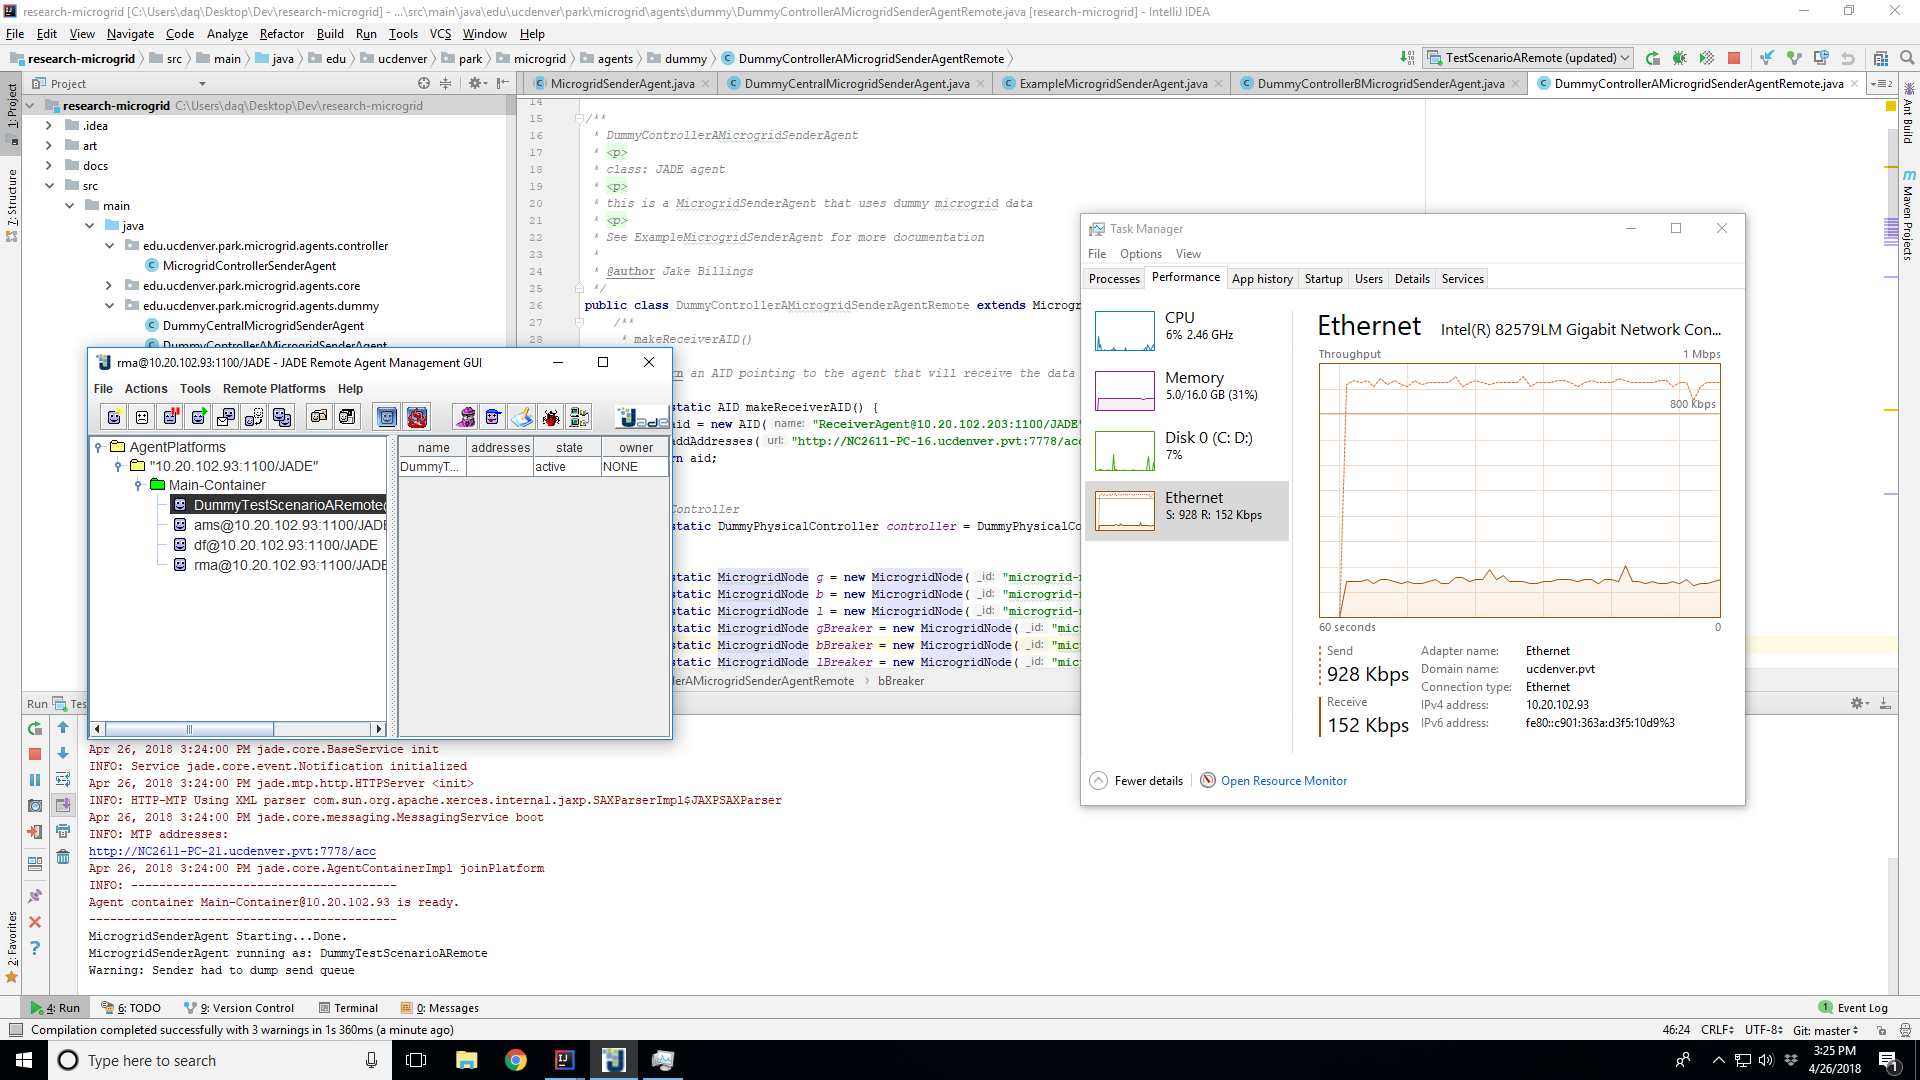 research-microgrid [C:\Users\daq\Desktop\Dev\research-microgrid] - ...\src\main\java\edu\ucdenver\park\microgrid\agents\dummy\DummyControllerAMicrogridSenderAgentRemote.java [research-microgrid] - IntelliJ IDEA
File Edit View Navigate Code Analyze Refactor Build Run Tools VCS Window Help
research-microgrid src main java edu ucdenver park microgrid agents dummy DummyControllerAMicrogridSenderAgentRemote
TestScenarioARemote (updated)
Project
MicrogridSenderAgent.java DummyCentralMicrogridSenderAgent.java ExampleMicrogridSenderAgent.java DummyControllerBMicrogridSenderAgent.java DummyControllerAMicrogridSenderAgentRemote.java
1: Project
7: Structure
2: Favorites
Ant Build
Maven Projects
research-microgrid C:\Users\daq\Desktop\Dev\research-microgrid
.idea
art
docs
src
main
java
edu.ucdenver.park.microgrid.agents.controller
MicrogridControllerSenderAgent
edu.ucdenver.park.microgrid.agents.core
edu.ucdenver.park.microgrid.agents.dummy
DummyCentralMicrogridSenderAgent
DummyControllerAMicrogridSenderAgent
14
15 /**
16 * DummyControllerAMicrogridSenderAgent
17 * <p>
18 * class: JADE agent
19 * <p>
20 * this is a MicrogridSenderAgent that uses dummy microgrid data
21 * <p>
22 * See ExampleMicrogridSenderAgent for more documentation
23 *
24 * @author Jake Billings
25 */
26 public class DummyControllerAMicrogridSenderAgentRemote extends Microg
27 /**
28 * makeReceiverAID()
an AID pointing to the agent that will receive the data
static AID makeReceiverAID() {
aid = new AID( name: "ReceiverAgent@10.20.102.203:1100/JADE"
addAddresses( url: "http://NC2611-PC-16.ucdenver.pvt:7778/acc
rn aid;
Controller
static DummyPhysicalController controller = DummyPhysicalCo
static MicrogridNode g = new MicrogridNode( _id: "microgrid-
static MicrogridNode b = new MicrogridNode( _id: "microgrid-
static MicrogridNode l = new MicrogridNode( _id: "microgrid-
static MicrogridNode gBreaker = new MicrogridNode( _id: "mic
static MicrogridNode bBreaker = new MicrogridNode( _id: "mic
static MicrogridNode lBreaker = new MicrogridNode( _id: "mic
erAMicrogridSenderAgentRemote bBreaker
rma@10.20.102.93:1100/JADE - JADE Remote Agent Management GUI
File Actions Tools Remote Platforms Help
Jade
AgentPlatforms
"10.20.102.93:1100/JADE"
Main-Container
DummyTestScenarioARemote@
ams@10.20.102.93:1100/JADE
df@10.20.102.93:1100/JADE
rma@10.20.102.93:1100/JADE
name addresses state owner
DummyT... active NONE
Task Manager
File Options View
Processes Performance App history Startup Users Details Services
CPU
6% 2.46 GHz
Memory
5.0/16.0 GB (31%)
Disk 0 (C: D:)
7%
Ethernet
S: 928 R: 152 Kbps
Ethernet Intel(R) 82579LM Gigabit Network Con...
Throughput 1 Mbps
800 Kbps
60 seconds 0
Send
928 Kbps
Receive
152 Kbps
Adapter name: Ethernet
Domain name: ucdenver.pvt
Connection type: Ethernet
IPv4 address: 10.20.102.93
IPv6 address: fe80::c901:363a:d3f5:10d9%3
Fewer details Open Resource Monitor
Run Tes
Apr 26, 2018 3:24:00 PM jade.core.BaseService init
INFO: Service jade.core.event.Notification initialized
Apr 26, 2018 3:24:00 PM jade.mtp.http.HTTPServer <init>
INFO: HTTP-MTP Using XML parser com.sun.org.apache.xerces.internal.jaxp.SAXParserImpl$JAXPSAXParser
Apr 26, 2018 3:24:00 PM jade.core.messaging.MessagingService boot
INFO: MTP addresses:
http://NC2611-PC-21.ucdenver.pvt:7778/acc
Apr 26, 2018 3:24:00 PM jade.core.AgentContainerImpl joinPlatform
INFO: --------------------------------------
Agent container Main-Container@10.20.102.93 is ready.
--------------------------------------------
MicrogridSenderAgent Starting...Done.
MicrogridSenderAgent running as: DummyTestScenarioARemote
Warning: Sender had to dump send queue
4: Run 6: TODO 9: Version Control Terminal 0: Messages 1 Event Log
Compilation completed successfully with 3 warnings in 1s 360ms (a minute ago) 46:24 CRLF UTF-8 Git: master
Type here to search
3:25 PM
4/26/2018
1